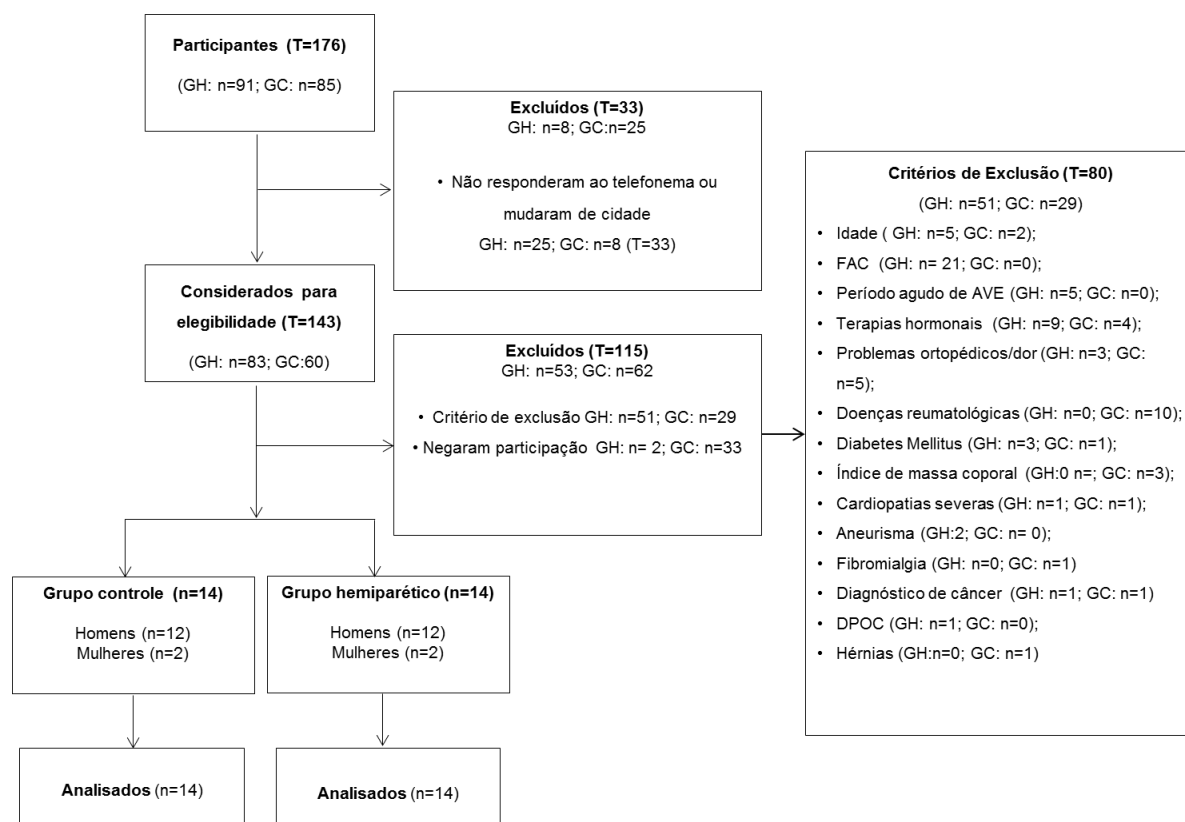 Participantes (T=176)
(GH: n=91; GC: n=85)
Excluídos (T=33)
GH: n=8; GC:n=25
• Não responderam ao telefonema ou
mudaram de cidade
GH: n=25; GC: n=8 (T=33)
Considerados para
elegibilidade (T=143)
(GH: n=83; GC:60)
Excluídos (T=115)
GH: n=53; GC: n=62
• Critério de exclusão GH: n=51; GC: n=29
• Negaram participação GH: n= 2; GC: n=33
Critérios de Exclusão (T=80)
(GH: n=51; GC: n=29)
• Idade ( GH: n=5; GC: n=2);
• FAC (GH: n= 21; GC: n=0);
• Período agudo de AVE (GH: n=5; GC: n=0);
• Terapias hormonais (GH: n=9; GC: n=4);
• Problemas ortopédicos/dor (GH: n=3; GC:
n=5);
• Doenças reumatológicas (GH: n=0; GC: n=10);
• Diabetes Mellitus (GH: n=3; GC: n=1);
• Índice de massa coporal (GH:0 n=; GC: n=3);
• Cardiopatias severas (GH: n=1; GC: n=1);
• Aneurisma (GH:2; GC: n= 0);
• Fibromialgia (GH: n=0; GC: n=1)
• Diagnóstico de câncer (GH: n=1; GC: n=1)
• DPOC (GH: n=1; GC: n=0);
• Hérnias (GH:n=0; GC: n=1)
Grupo controle (n=14)
Homens (n=12)
Mulheres (n=2)
Grupo hemiparético (n=14)
Homens (n=12)
Mulheres (n=2)
Analisados (n=14)
Analisados (n=14)